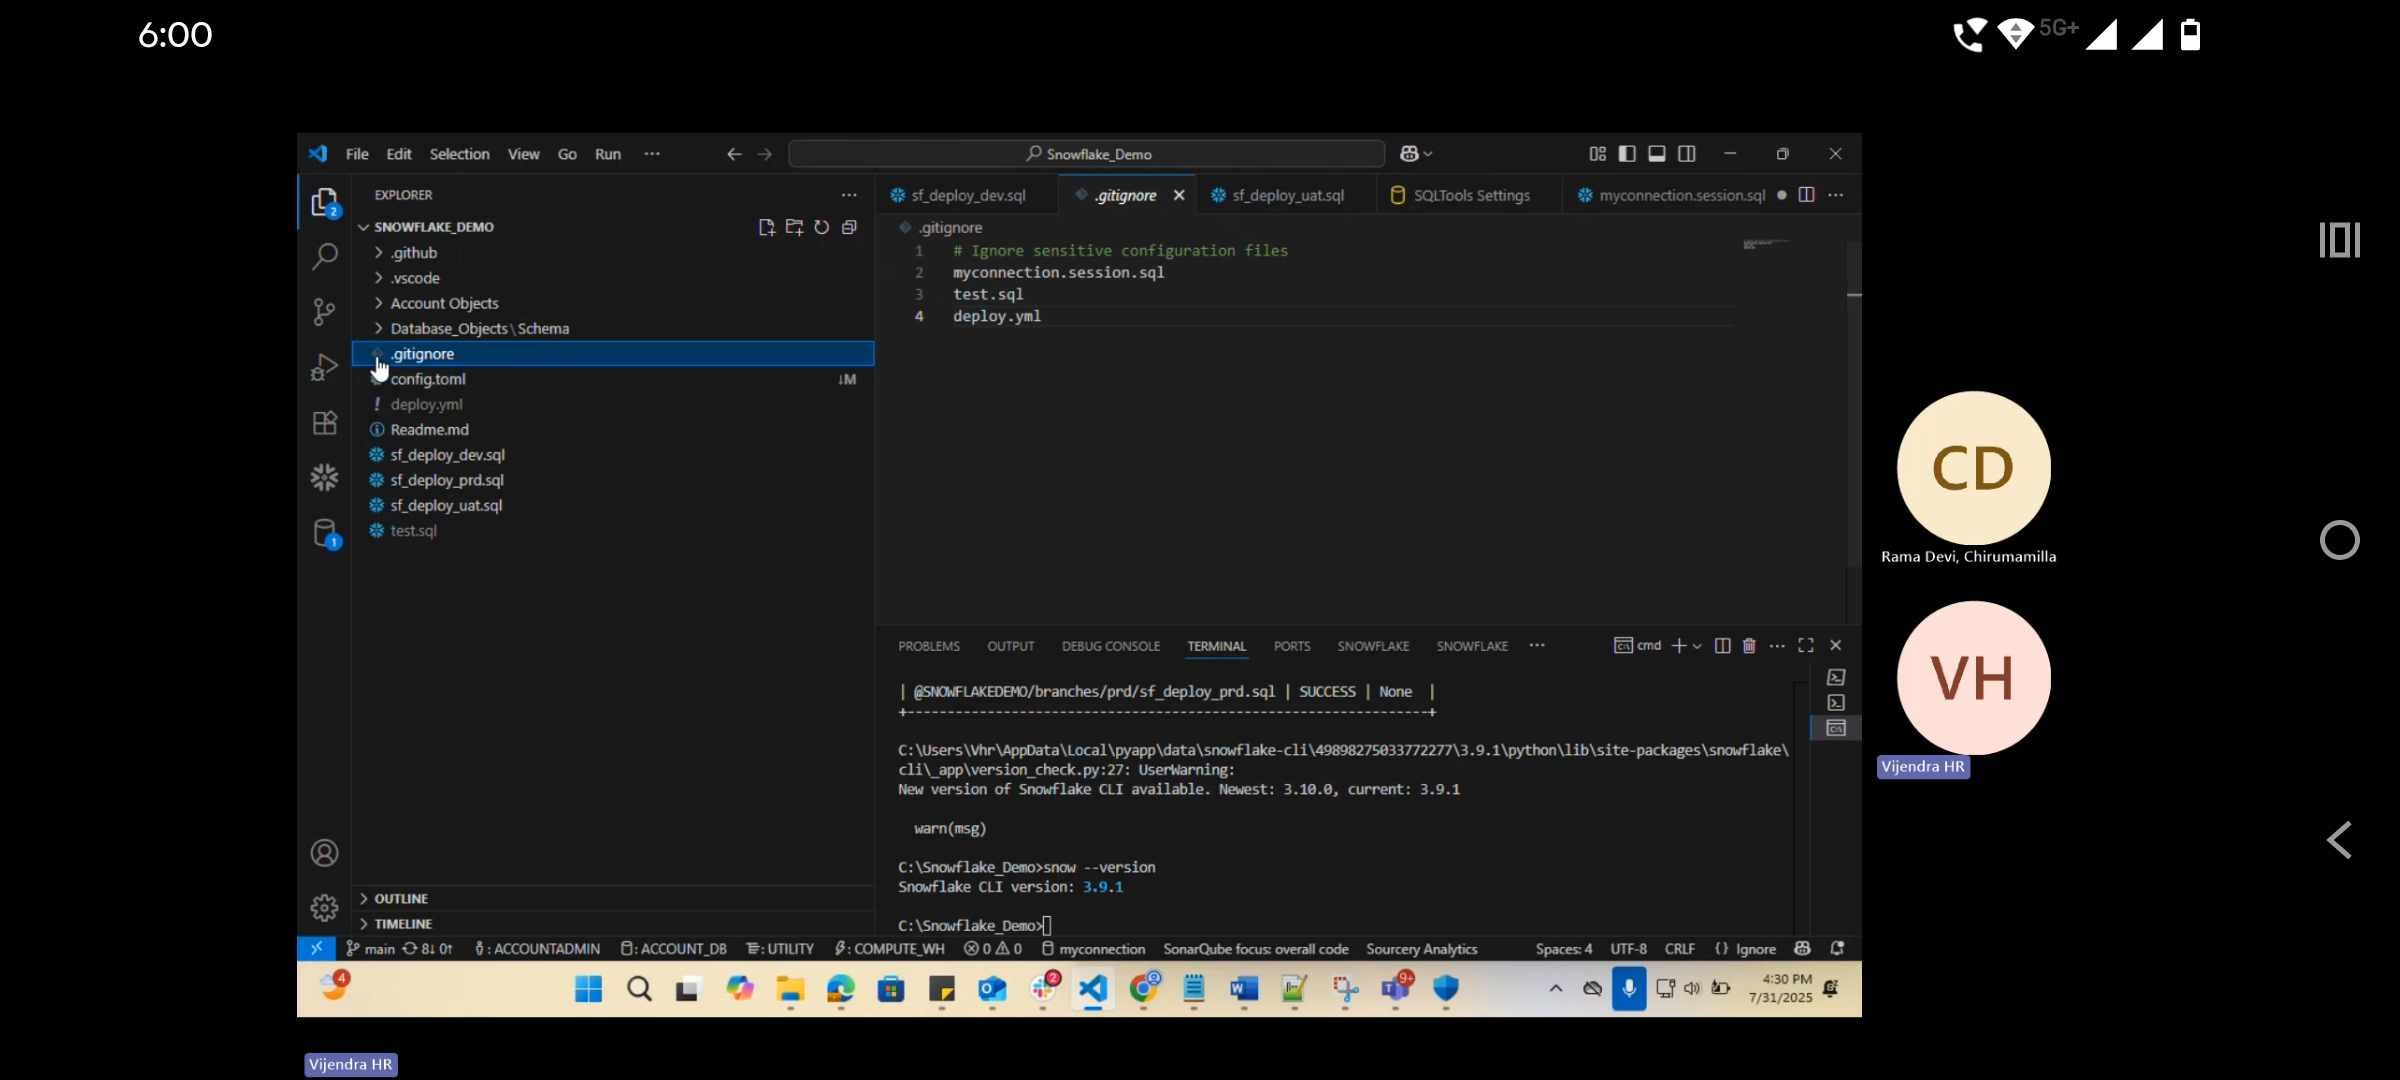 6:00
5G+
File Edit Selection View Go Run ···
Snowflake_Demo
EXPLORER
SNOWFLAKE_DEMO
.github
.vscode
Account Objects
Database_Objects\Schema
.gitignore
config.toml ↓M
! deploy.yml
Readme.md
sf_deploy_dev.sql
sf_deploy_prd.sql
sf_deploy_uat.sql
test.sql
OUTLINE
TIMELINE
2
1
sf_deploy_dev.sql .gitignore sf_deploy_uat.sql SQLTools Settings myconnection.session.sql
.gitignore
1 # Ignore sensitive configuration files
2 myconnection.session.sql
3 test.sql
4 deploy.yml
PROBLEMS OUTPUT DEBUG CONSOLE TERMINAL PORTS SNOWFLAKE SNOWFLAKE ··· cmd
| @SNOWFLAKEDEMO/branches/prd/sf_deploy_prd.sql | SUCCESS | None |
+------------------------------------------------------------------+
C:\Users\Vhr\AppData\Local\pyapp\data\snowflake-cli\49898275033772277\3.9.1\python\lib\site-packages\snowflake\
cli\_app\version_check.py:27: UserWarning:
New version of Snowflake CLI available. Newest: 3.10.0, current: 3.9.1
warn(msg)
C:\Snowflake_Demo>snow --version
Snowflake CLI version: 3.9.1
C:\Snowflake_Demo>
main 8↓ 0↑ : ACCOUNTADMIN : ACCOUNT_DB : UTILITY : COMPUTE_WH 0 0 myconnection SonarQube focus: overall code Sourcery Analytics Spaces: 4 UTF-8 CRLF {} Ignore
4
2
9+
4:30 PM
7/31/2025
CD
Rama Devi, Chirumamilla
VH
Vijendra HR
Vijendra HR